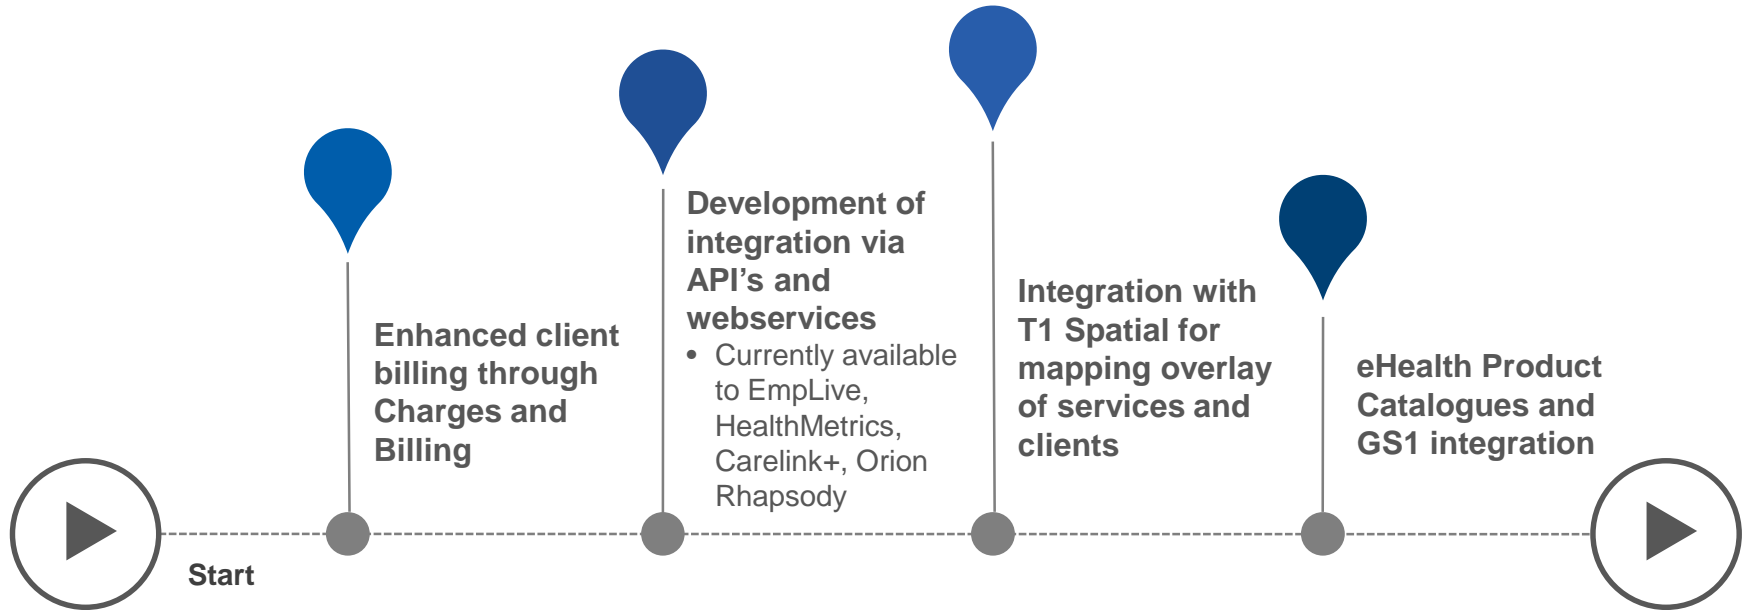 Enhanced client
billing through
Charges and
Billing
Development of
integration via
API’s and
webservices
• Currently available
to EmpLive,
HealthMetrics,
Carelink+, Orion
Rhapsody
Integration with
T1 Spatial for
mapping overlay
of services and
clients
eHealth Product
Catalogues and
GS1 integration
Start